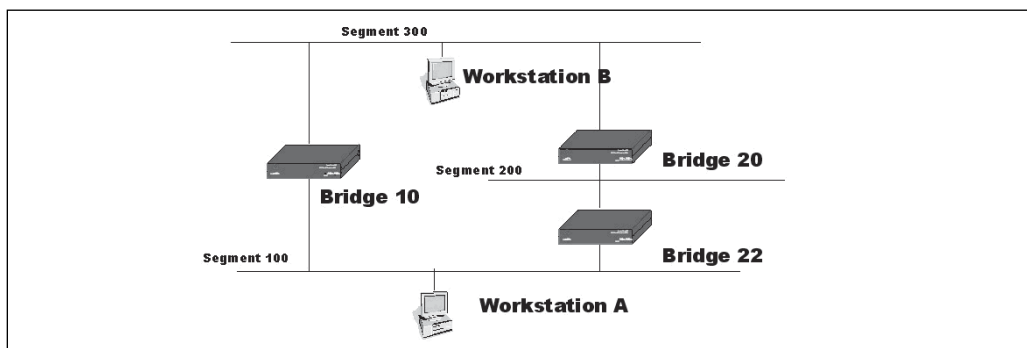 Segment 300
Workstation B
Bridge 20
Segment 200
Bridge 10
Bridge 22
Segment 100
Workstation A